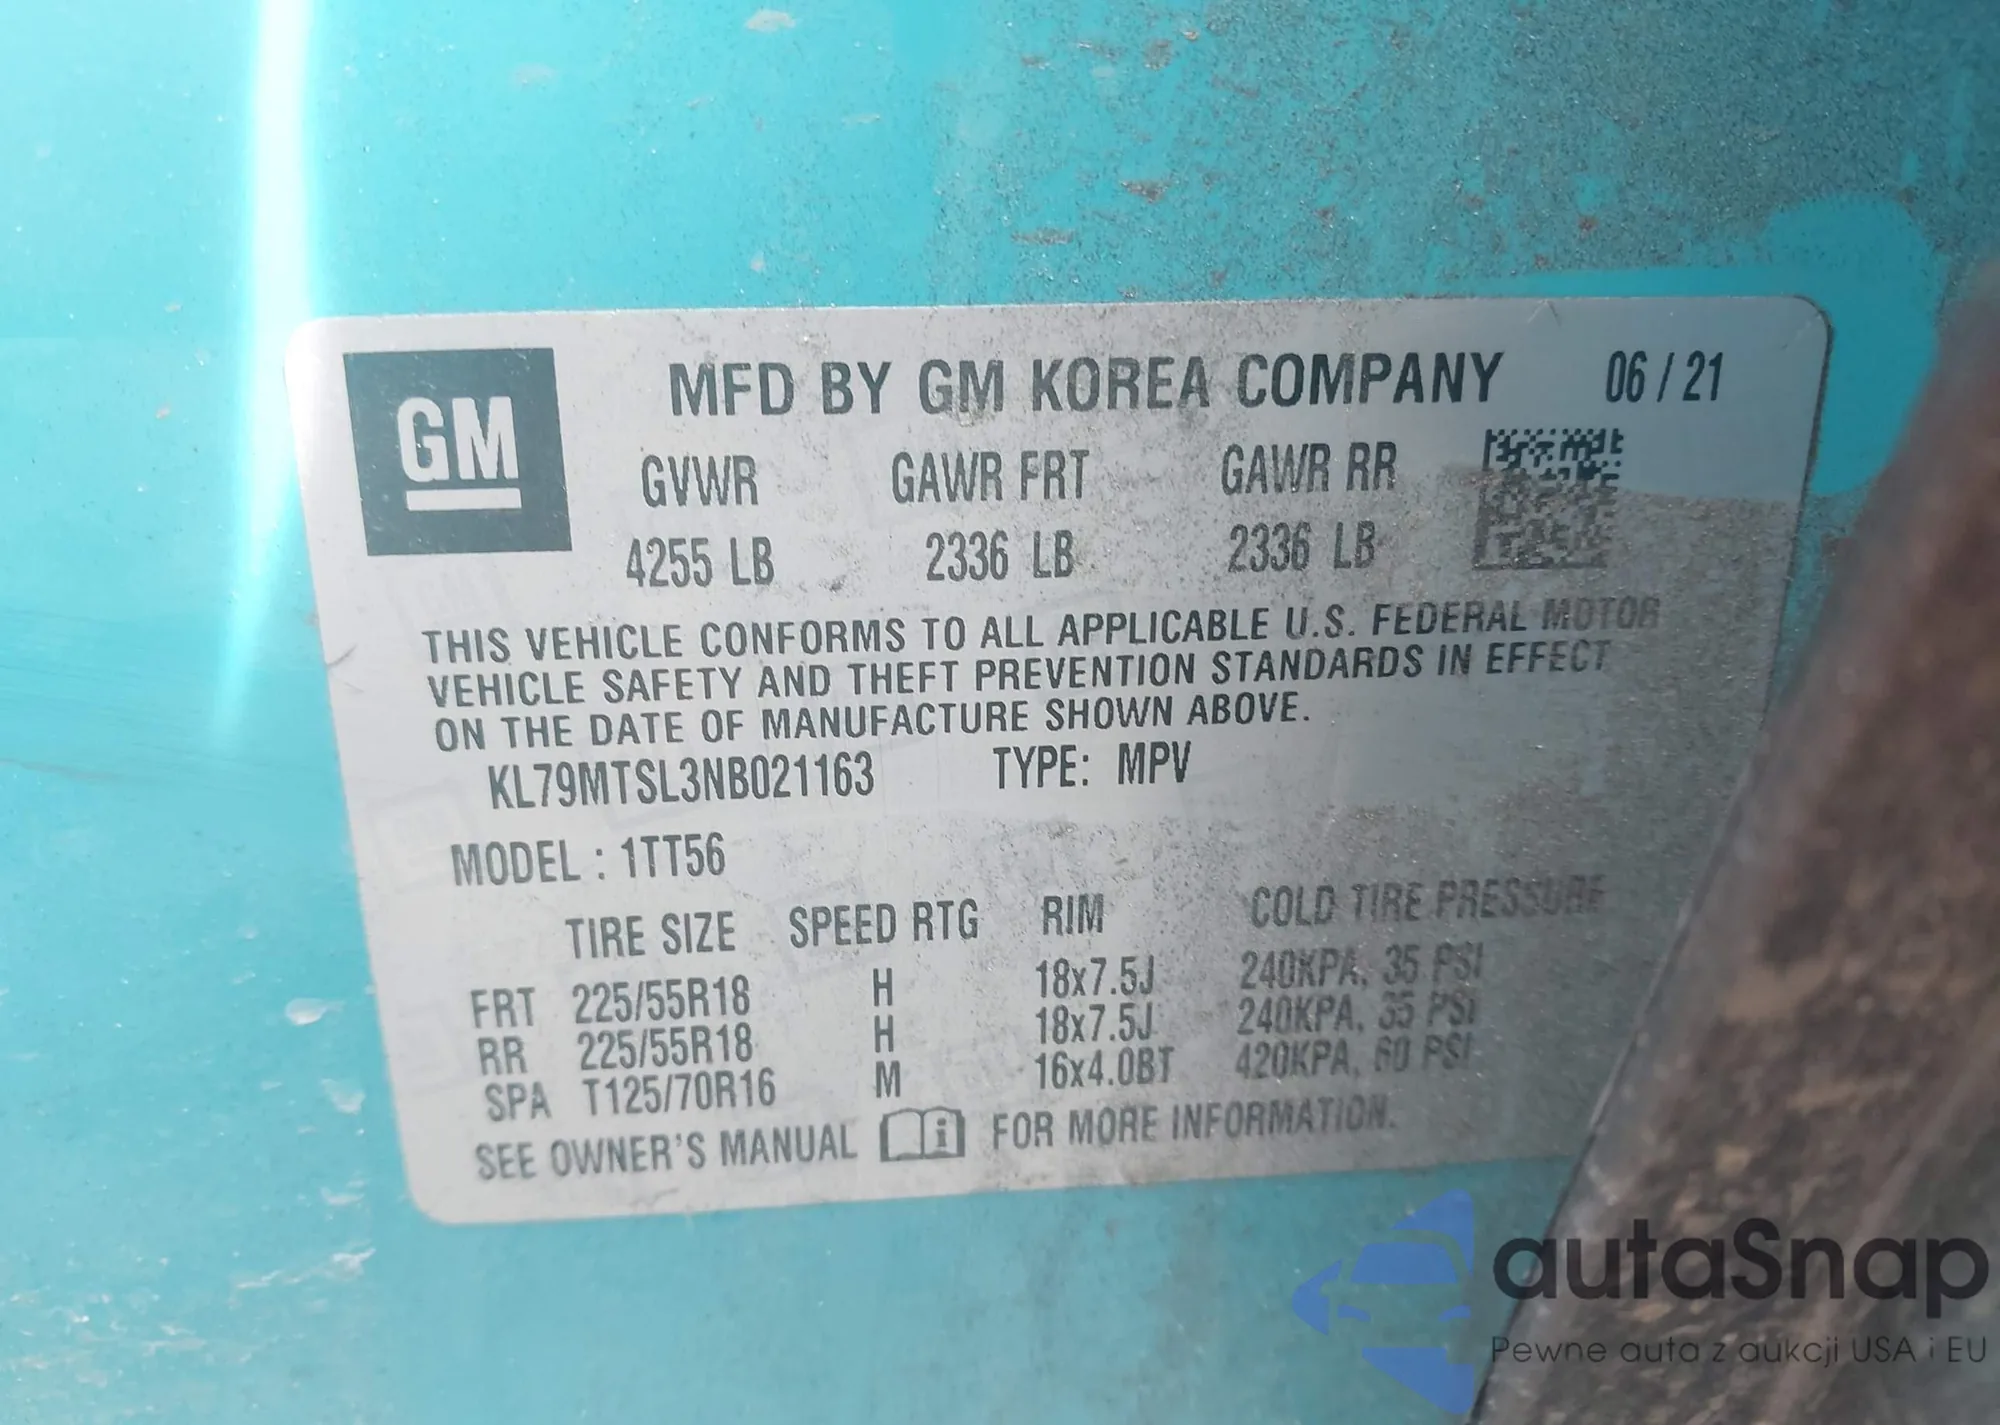 GM
MFD BY GM KOREA COMPANY 06 / 21
GVWR GAWR FRT GAWR RR
4255 LB 2336 LB 2336 LB
THIS VEHICLE CONFORMS TO ALL APPLICABLE U.S. FEDERAL MOTOR
VEHICLE SAFETY AND THEFT PREVENTION STANDARDS IN EFFECT
ON THE DATE OF MANUFACTURE SHOWN ABOVE.
KL79MTSL3NB021163 TYPE: MPV
MODEL : 1TT56
TIRE SIZE SPEED RTG RIM COLD TIRE PRESSURE
FRT 225/55R18 H 18x7.5J 240KPA, 35 PSI
RR 225/55R18 H 18x7.5J 240KPA, 35 PSI
SPA T125/70R16 M 16x4.0BT 420KPA, 60 PSI
SEE OWNER'S MANUAL i FOR MORE INFORMATION.
autaSnap
Pewne auta z aukcji USA i EU